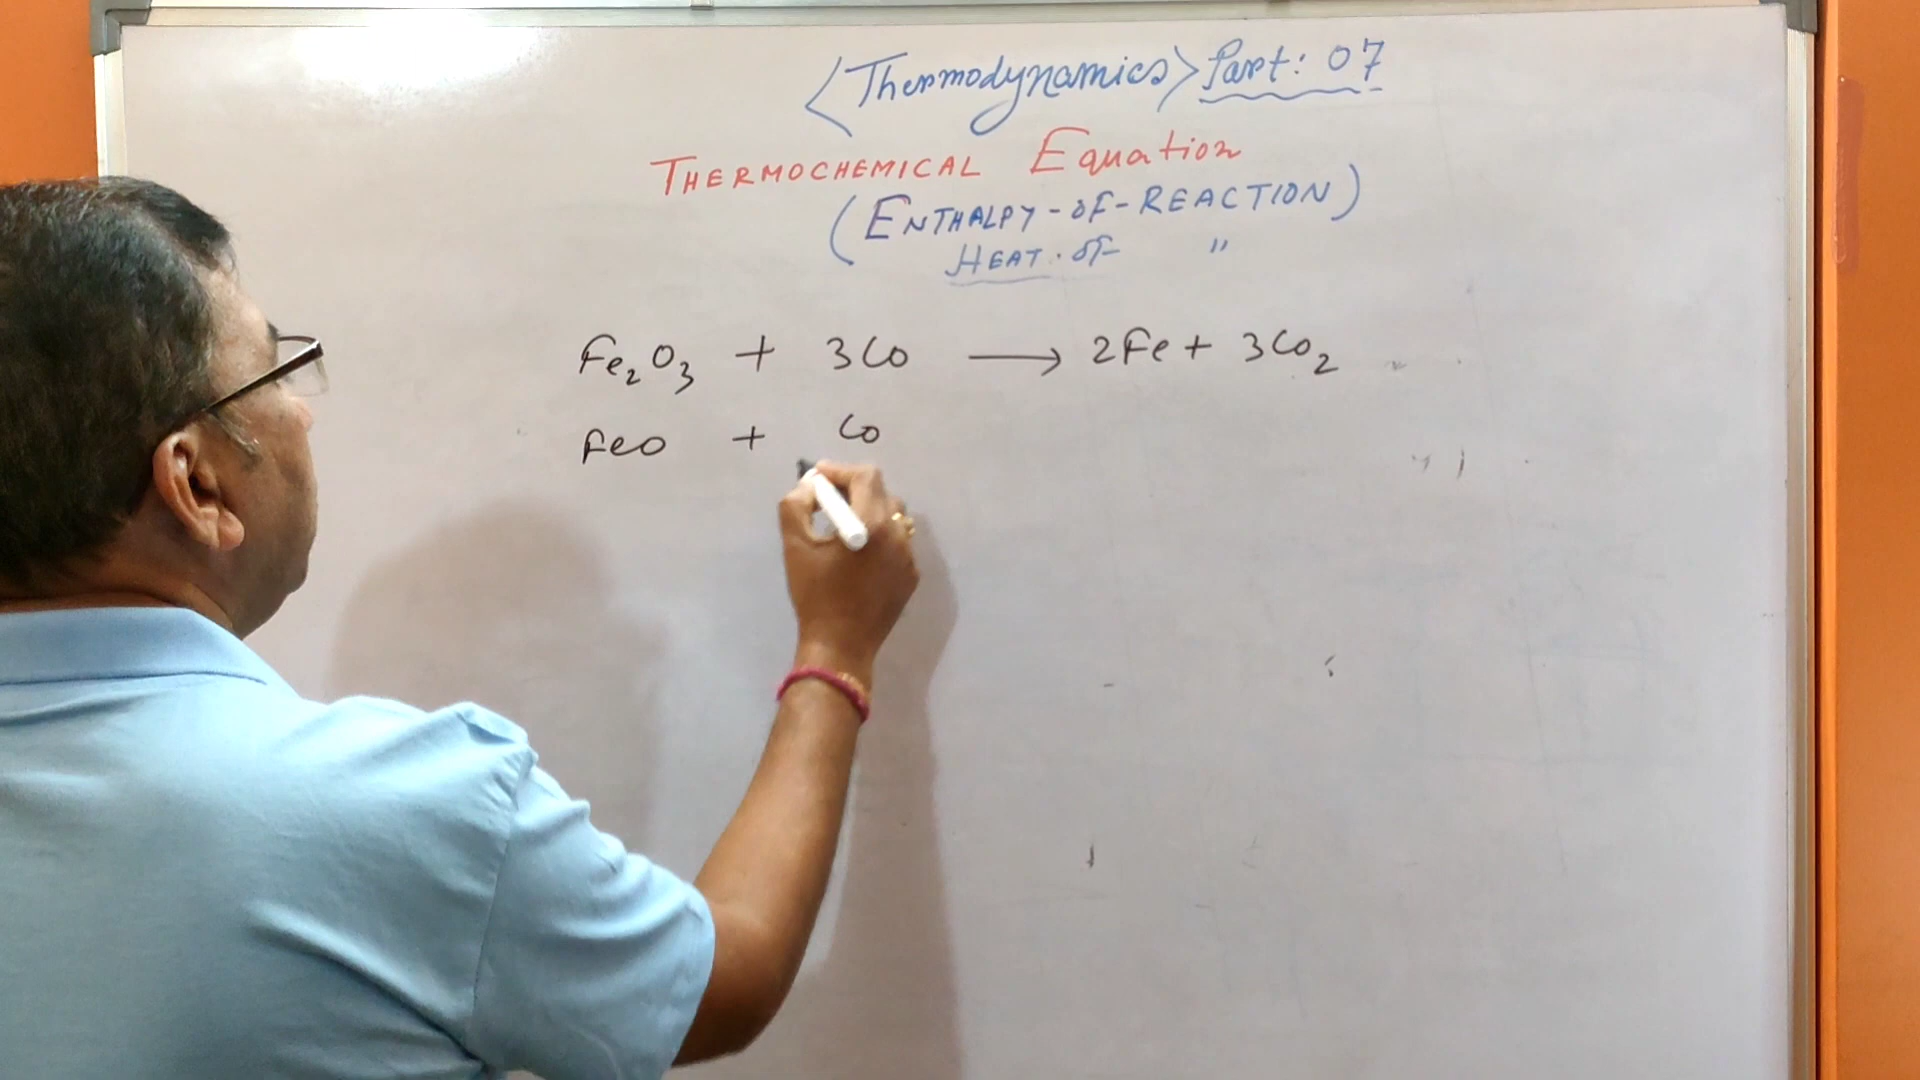 <Thermodynamics> Part: 07
THERMOCHEMICAL Equation
(ENTHALPY-OF-REACTION)
HEAT. OF "
Fe₂O₃ + 3CO ⟶ 2Fe + 3CO₂
FeO + CO